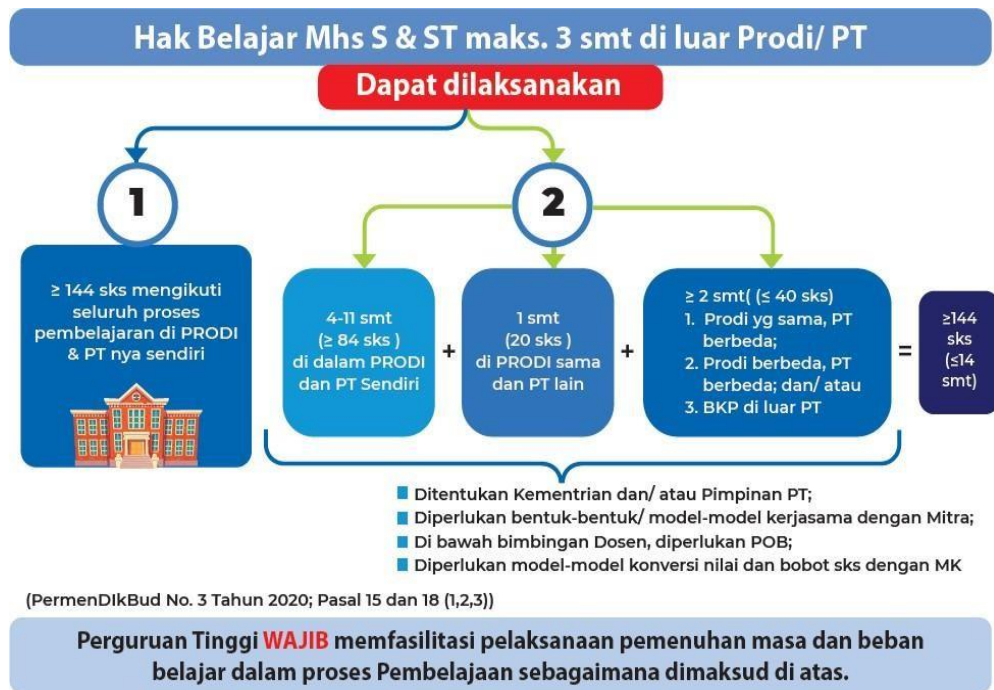 Hak Belajar Mhs S & ST maks. 3 smt di luar Prodi/ PT
Dapat dilaksanakan
1
2
≥ 144 sks mengikuti
seluruh proses
pembelajaran di PRODI
& PT nya sendiri
4-11 smt
(≥ 84 sks )
di dalam PRODI
dan PT Sendiri
+
1 smt
(20 sks )
di PRODI sama
dan PT lain
+
≥ 2 smt( (≤ 40 sks)
1. Prodi yg sama, PT
berbeda;
2. Prodi berbeda, PT
berbeda; dan/ atau
3. BKP di luar PT
=
≥144
sks
(≤14
smt)
Ditentukan Kementrian dan/ atau Pimpinan PT;
Diperlukan bentuk-bentuk/ model-model kerjasama dengan Mitra;
Di bawah bimbingan Dosen, diperlukan POB;
Diperlukan model-model konversi nilai dan bobot sks dengan MK
(PermenDIkBud No. 3 Tahun 2020; Pasal 15 dan 18 (1,2,3))
Perguruan Tinggi WAJIB memfasilitasi pelaksanaan pemenuhan masa dan beban
belajar dalam proses Pembelajaan sebagaimana dimaksud di atas.